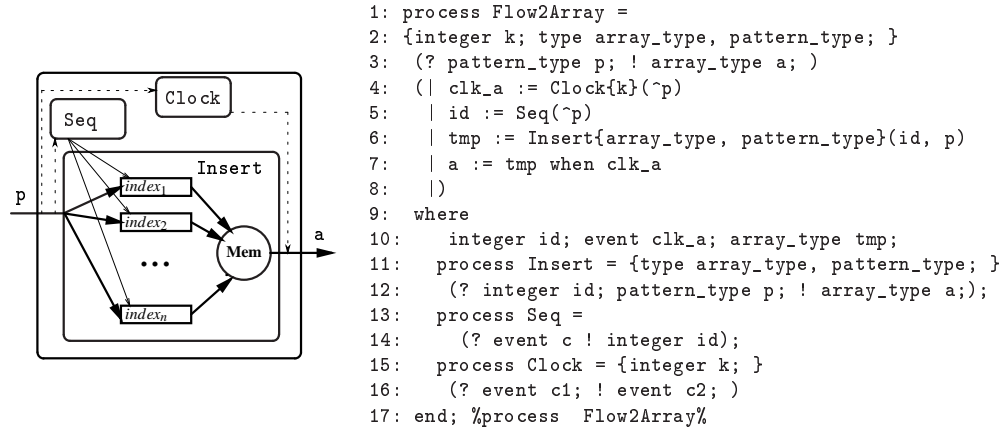 Clock
Seq
Insert
p
index1
index2
Mem
a
...
indexn
1: process Flow2Array =
2: {integer k; type array_type, pattern_type; }
3: (? pattern_type p; ! array_type a; )
4: (| clk_a := Clock{k}(^p)
5: | id := Seq(^p)
6: | tmp := Insert{array_type, pattern_type}(id, p)
7: | a := tmp when clk_a
8: |)
9: where
10: integer id; event clk_a; array_type tmp;
11: process Insert = {type array_type, pattern_type; }
12: (? integer id; pattern_type p; ! array_type a;);
13: process Seq =
14: (? event c ! integer id);
15: process Clock = {integer k; }
16: (? event c1; ! event c2; )
17: end; %process Flow2Array%